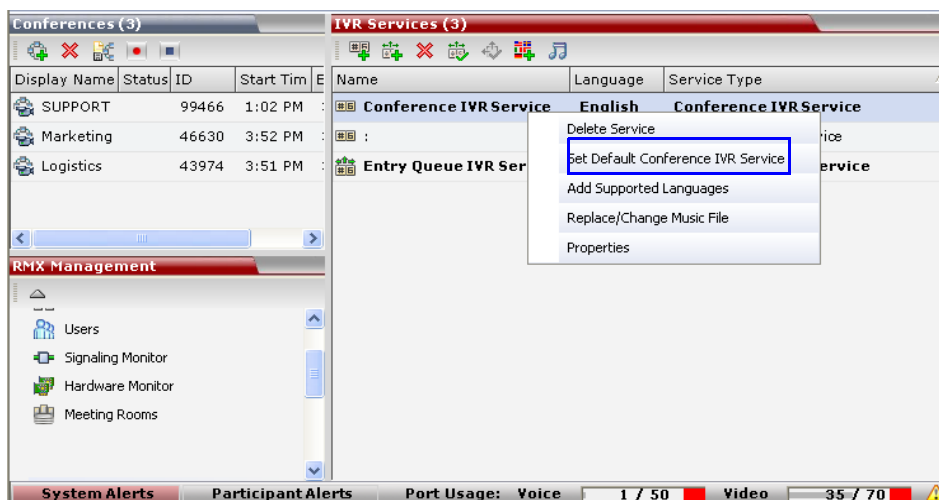 Conferences (3)
Display Name Status ID Start Tim E
SUPPORT 99466 1:02 PM
Marketing 46630 3:52 PM
Logistics 43974 3:51 PM
RMX Management
Users
Signaling Monitor
Hardware Monitor
Meeting Rooms
IVR Services (3)
Name Language Service Type
Conference IVR Service English Conference IVR Service
: ice
Entry Queue IVR Ser ervice
Delete Service
Set Default Conference IVR Service
Add Supported Languages
Replace/Change Music File
Properties
System Alerts Participant Alerts Port Usage: Voice 1 / 50 Video 35 / 70